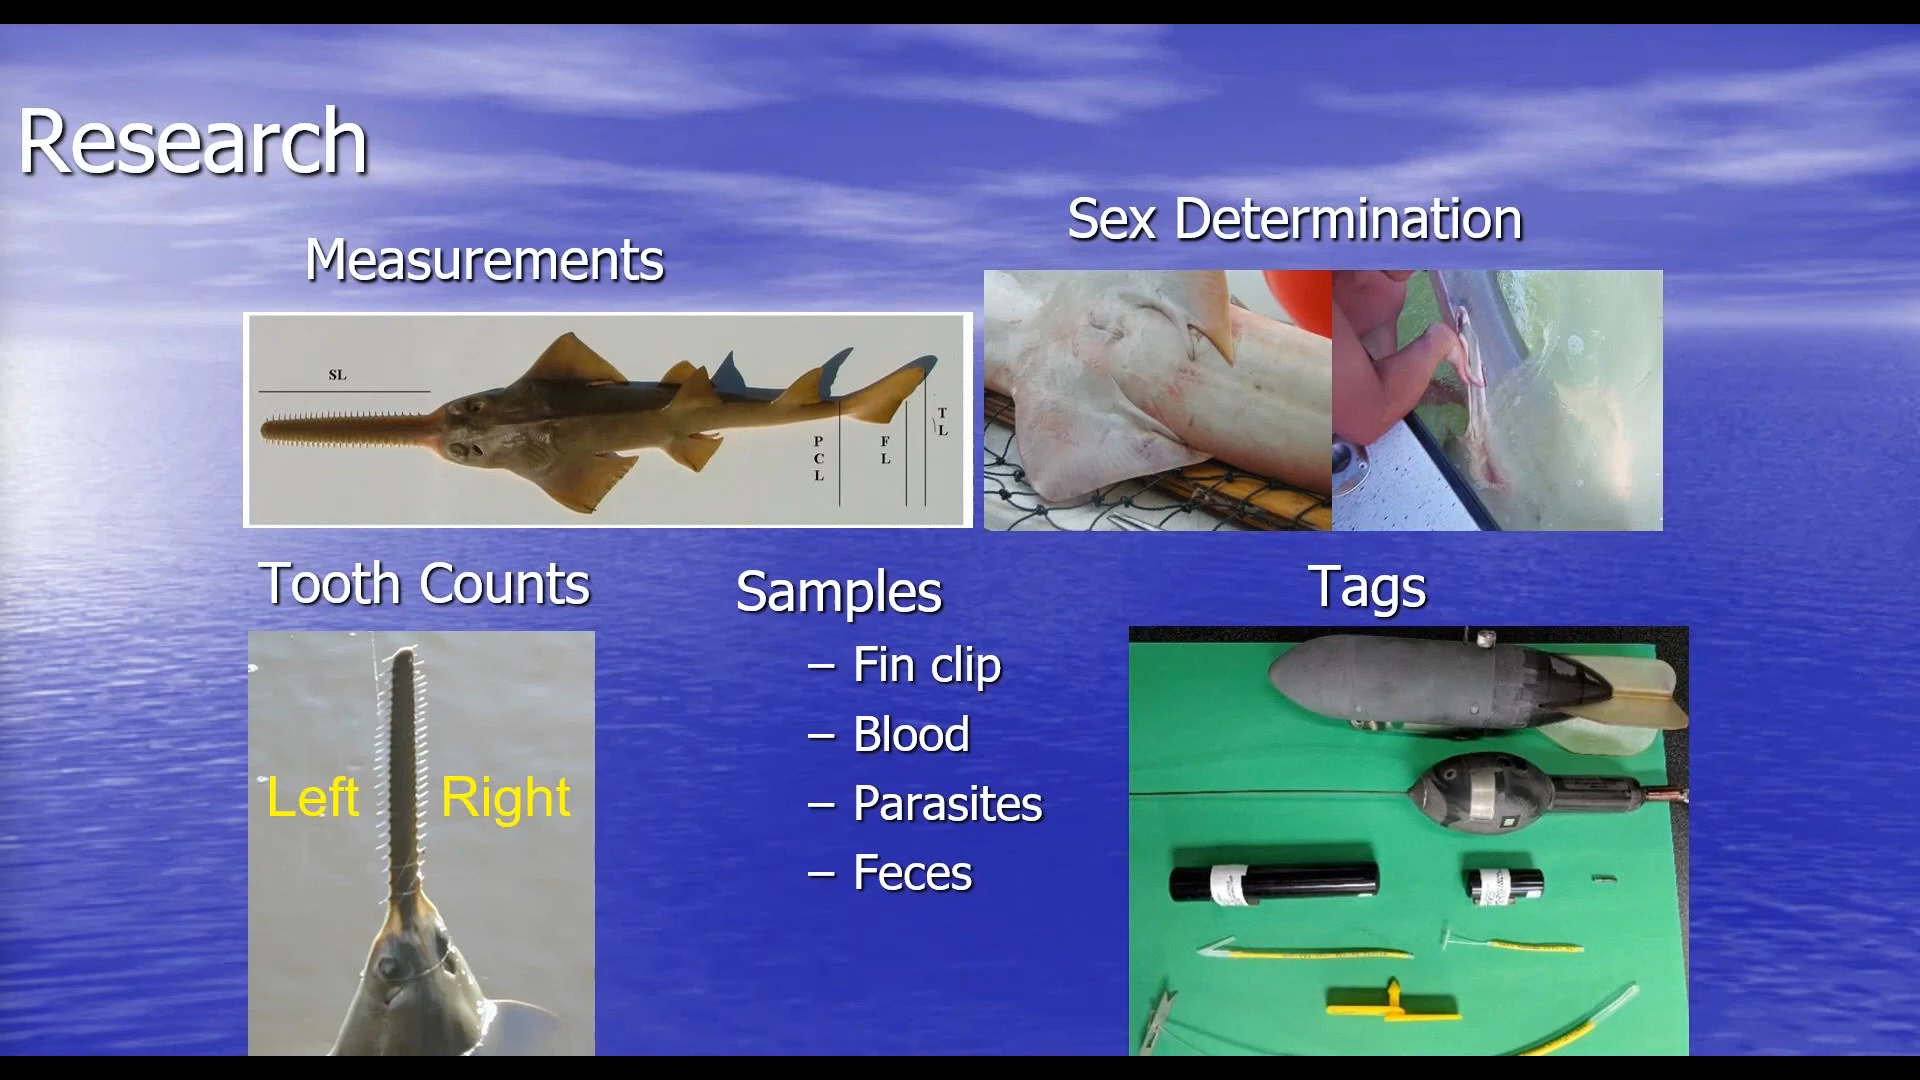 Research
Measurements
Sex Determination
SL
P
C
L
F
L
T
L
Tooth Counts
Left
Right
Samples
– Fin clip
– Blood
– Parasites
– Feces
Tags